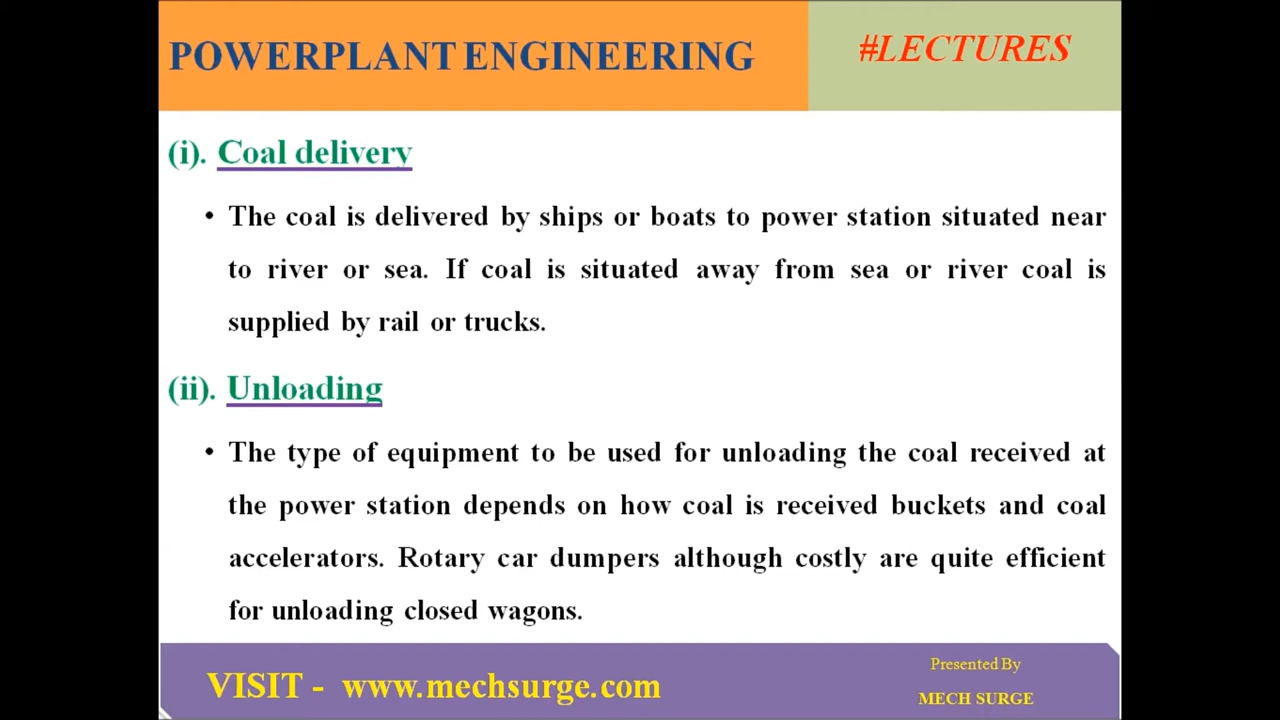 POWERPLANT ENGINEERING
#LECTURES
(i). Coal delivery
• The coal is delivered by ships or boats to power station situated near
to river or sea. If coal is situated away from sea or river coal is
supplied by rail or trucks.
(ii). Unloading
• The type of equipment to be used for unloading the coal received at
the power station depends on how coal is received buckets and coal
accelerators. Rotary car dumpers although costly are quite efficient
for unloading closed wagons.
VISIT - www.mechsurge.com
Presented By
MECH SURGE